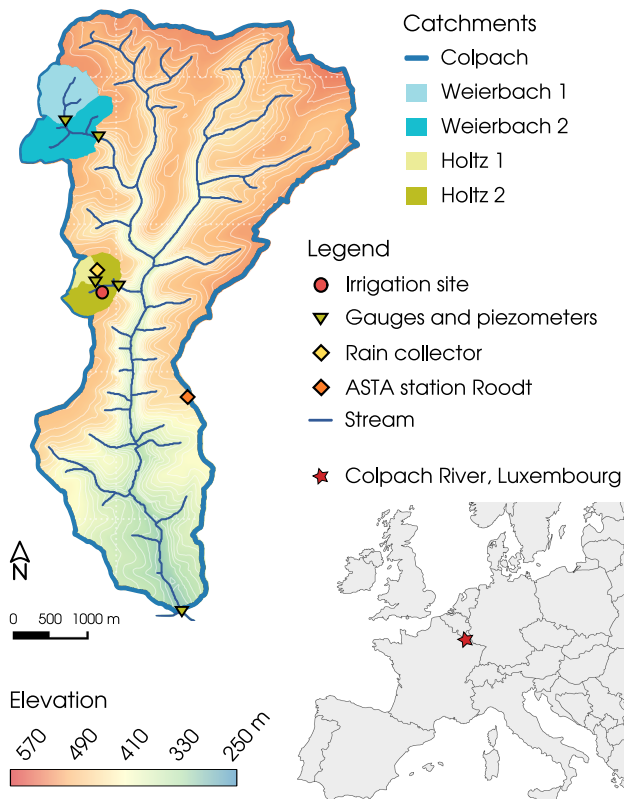 Catchments
Colpach
Weierbach 1
Weierbach 2
Holtz 1
Holtz 2
Legend
Irrigation site
Gauges and piezometers
Rain collector
ASTA station Roodt
Stream
Colpach River, Luxembourg
N
0 500 1000 m
Elevation
570 490 410 330 250 m